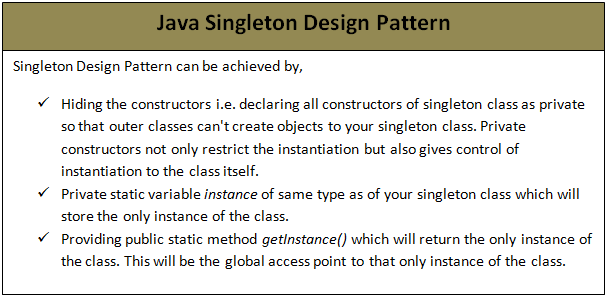 Java Singleton Design Pattern
Singleton Design Pattern can be achieved by,
✓ Hiding the constructors i.e. declaring all constructors of singleton class as private
so that outer classes can't create objects to your singleton class. Private
constructors not only restrict the instantiation but also gives control of
instantiation to the class itself.
✓ Private static variable instance of same type as of your singleton class which will
store the only instance of the class.
✓ Providing public static method getInstance() which will return the only instance of
the class. This will be the global access point to that only instance of the class.